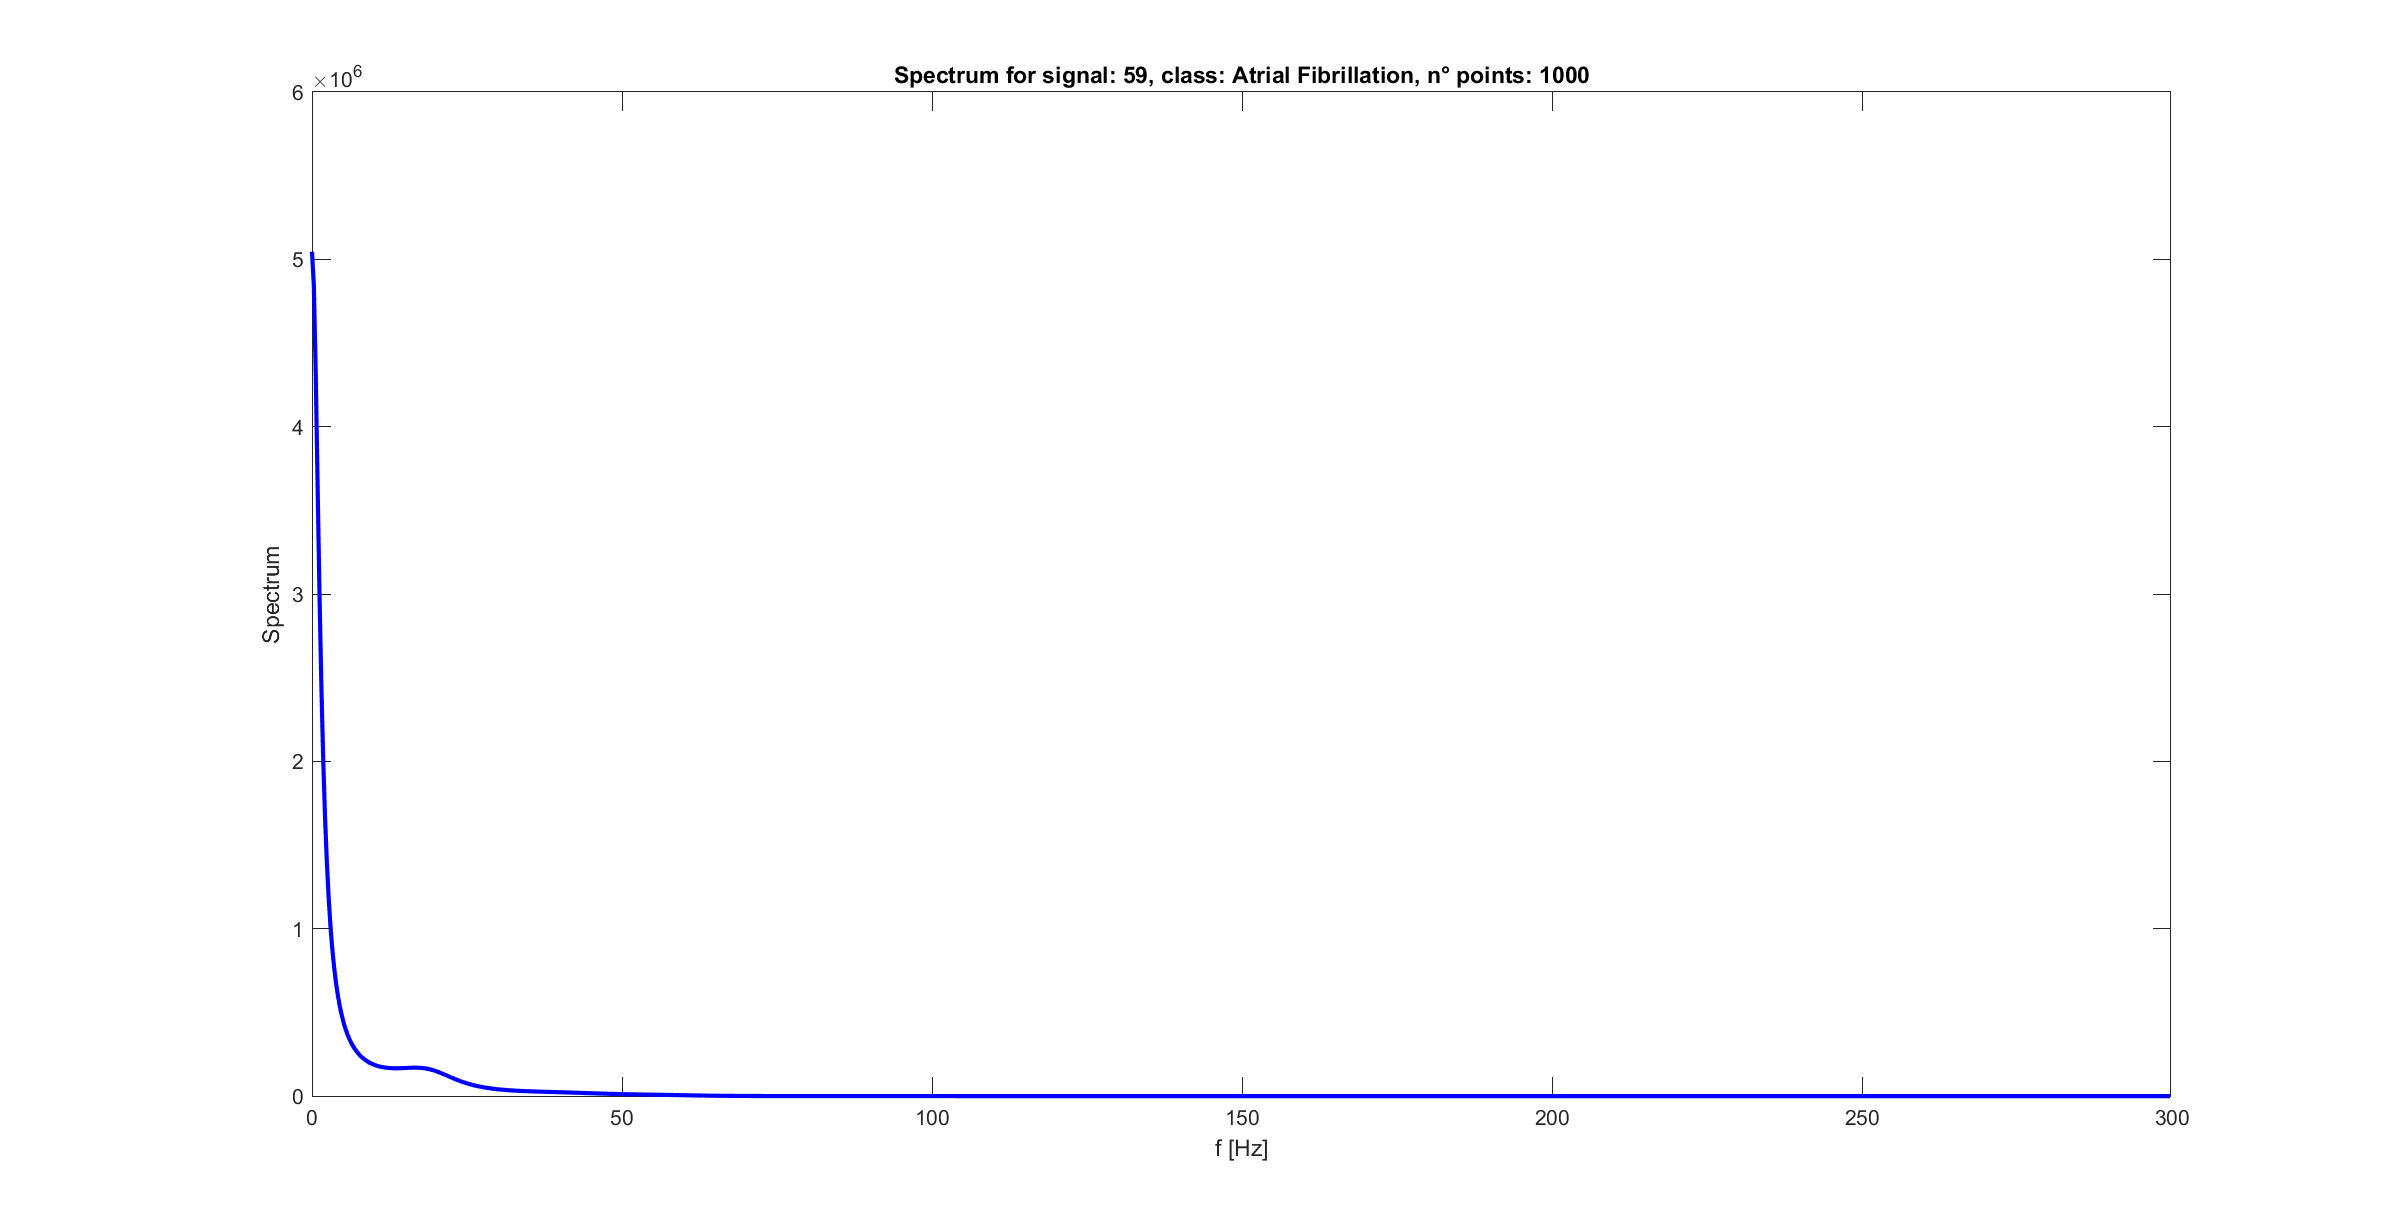 Spectrum for signal: 59, class: Atrial Fibrillation, n° points: 1000
×10^6
6
5
4
3
2
1
0
Spectrum
0 50 100 150 200 250 300
f [Hz]